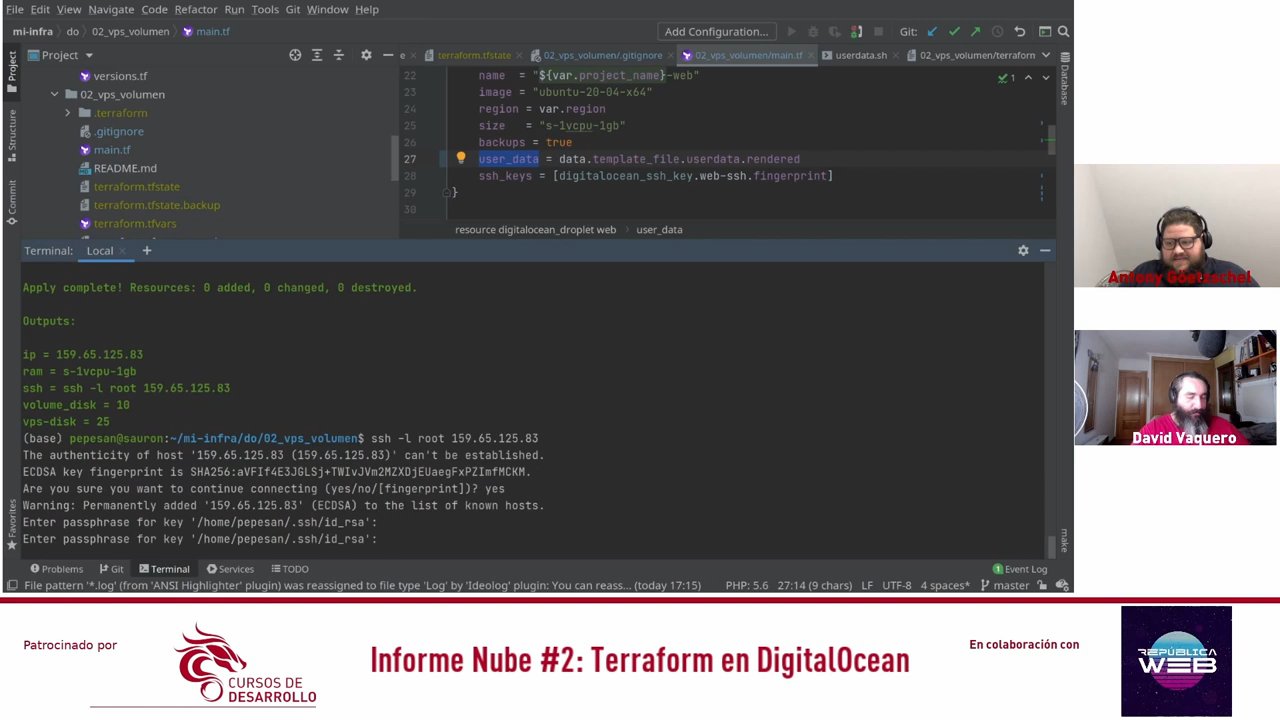 File Edit View Navigate Code Refactor Run Tools Git Window Help
mi-infra do 02_vps_volumen main.tf Add Configuration... Git:
Project
Project e terraform.tfstate 02_vps_volumen/.gitignore 02_vps_volumen/main.tf userdata.sh 02_vps_volumen/terraform
Database
Structure
Commit
versions.tf
02_vps_volumen
.terraform
.gitignore
main.tf
README.md
terraform.tfstate
terraform.tfstate.backup
terraform.tfvars
22 name = "${var.project_name}-web"
23 image = "ubuntu-20-04-x64"
24 region = var.region
25 size = "s-1vcpu-1gb"
26 backups = true
27 user_data = data.template_file.userdata.rendered
28 ssh_keys = [digitalocean_ssh_key.web-ssh.fingerprint]
29 }
30
1
resource digitalocean_droplet web user_data
Terminal: Local
Apply complete! Resources: 0 added, 0 changed, 0 destroyed.
Outputs:
ip = 159.65.125.83
ram = s-1vcpu-1gb
ssh = ssh -l root 159.65.125.83
volume_disk = 10
vps-disk = 25
(base) pepesan@sauron:~/mi-infra/do/02_vps_volumen$ ssh -l root 159.65.125.83
The authenticity of host '159.65.125.83 (159.65.125.83)' can't be established.
ECDSA key fingerprint is SHA256:aVFIf4E3JGLSj+TWIvJVm2MZXDjEUaegFxPZImfMCKM.
Are you sure you want to continue connecting (yes/no/[fingerprint])? yes
Warning: Permanently added '159.65.125.83' (ECDSA) to the list of known hosts.
Enter passphrase for key '/home/pepesan/.ssh/id_rsa':
Enter passphrase for key '/home/pepesan/.ssh/id_rsa':
Favorites
make
Problems Git Terminal Services TODO 1 Event Log
File pattern '*.log' (from 'ANSI Highlighter' plugin) was reassigned to file type 'Log' by 'Ideolog' plugin: You can reass... (today 17:15) PHP: 5.6 27:14 (9 chars) LF UTF-8 4 spaces* master
Antony Göetzschel
David Vaquero
Patrocinado por
CURSOS DE
DESARROLLO
Informe Nube #2: Terraform en DigitalOcean
En colaboración con
REPÚBLICA
WEB